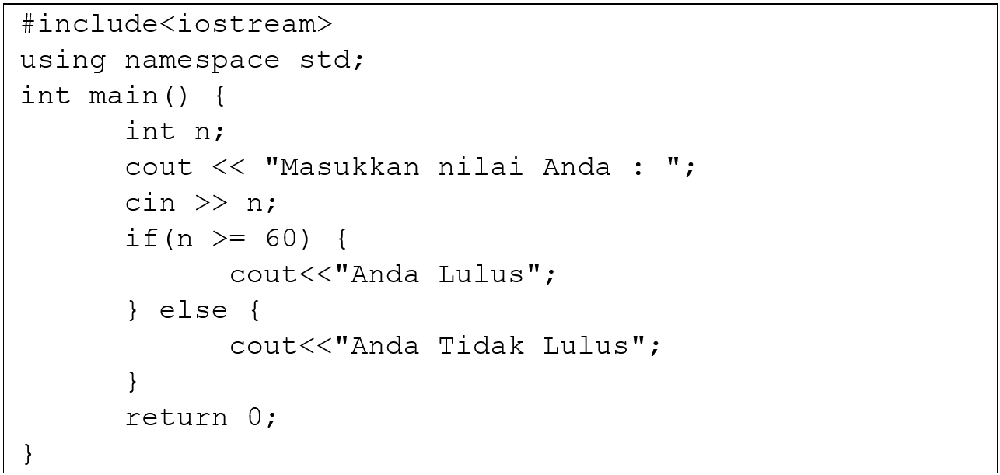 #include<iostream>
using namespace std;
int main() {
int n;
cout << "Masukkan nilai Anda : ";
cin >> n;
if(n >= 60) {
cout<<"Anda Lulus";
} else {
cout<<"Anda Tidak Lulus";
}
return 0;
}